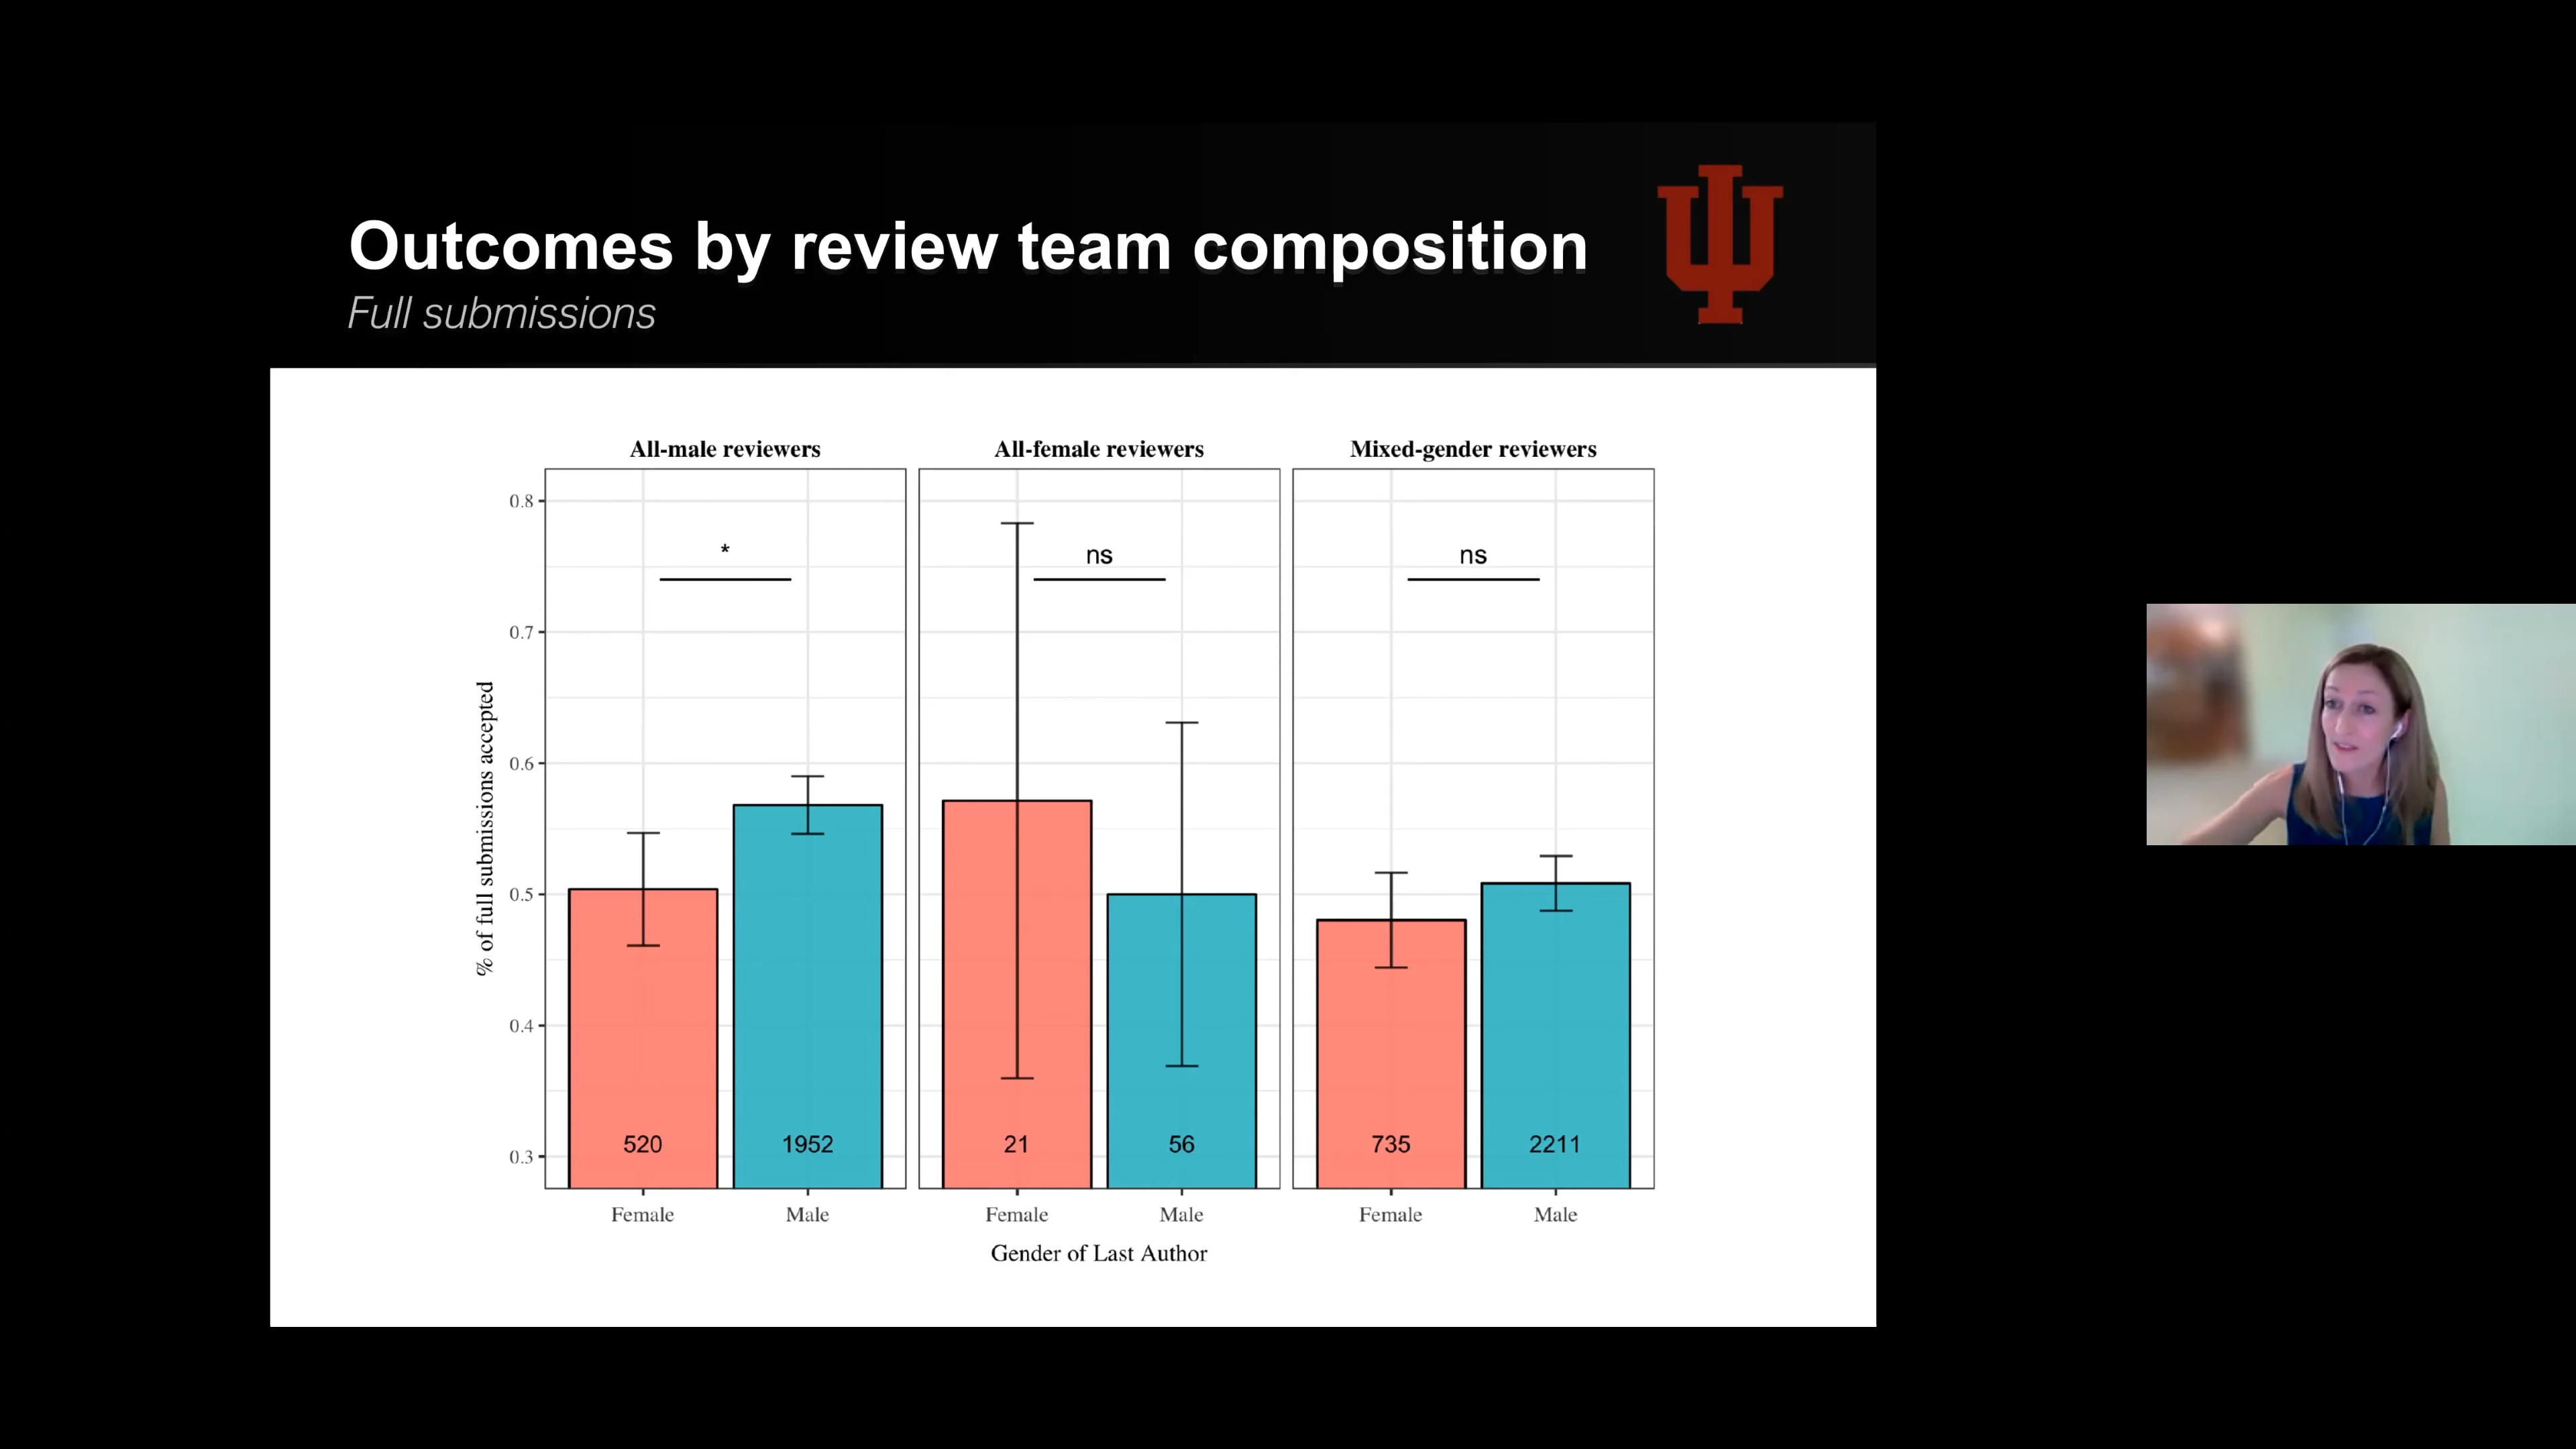 Outcomes by review team composition
Full submissions
All-male reviewers
All-female reviewers
Mixed-gender reviewers
% of full submissions accepted
0.8
0.7
0.6
0.5
0.4
0.3
*
ns
ns
520
1952
21
56
735
2211
Female
Male
Female
Male
Female
Male
Gender of Last Author